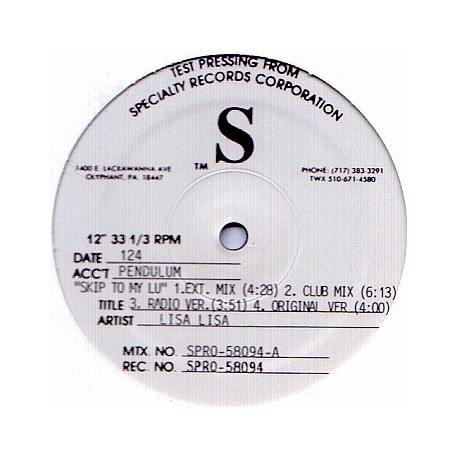 TEST PRESSING FROM
SPECIALTY RECORDS CORPORATION
S
TM
1400 E. LACKAWANNA AVE
OLYPHANT, PA. 18447
PHONE: (717) 383-3291
TWX 510-671-4580
12" 33 1/3 RPM
DATE 124
ACC'T PENDULUM
"SKIP TO MY LU" 1.EXT. MIX (4:28) 2. CLUB MIX (6:13)
TITLE 3. RADIO VER.(3:51) 4. ORIGINAL VER (4:00)
ARTIST LISA LISA
MTX. NO. SPRO-58094-A
REC. NO. SPRO-58094